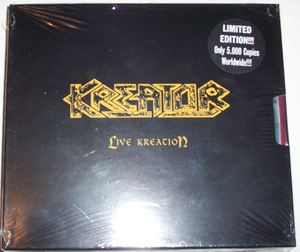 LIMITED
EDITION!!!
Only 5.000 Copies
Worldwide!!!
KREATOR
LIVE KREATION